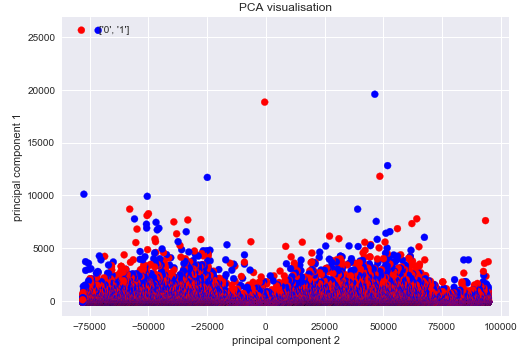 PCA visualisation
['0', '1']
25000
20000
15000
10000
5000
0
principal component 1
−75000 −50000 −25000 0 25000 50000 75000 100000
principal component 2